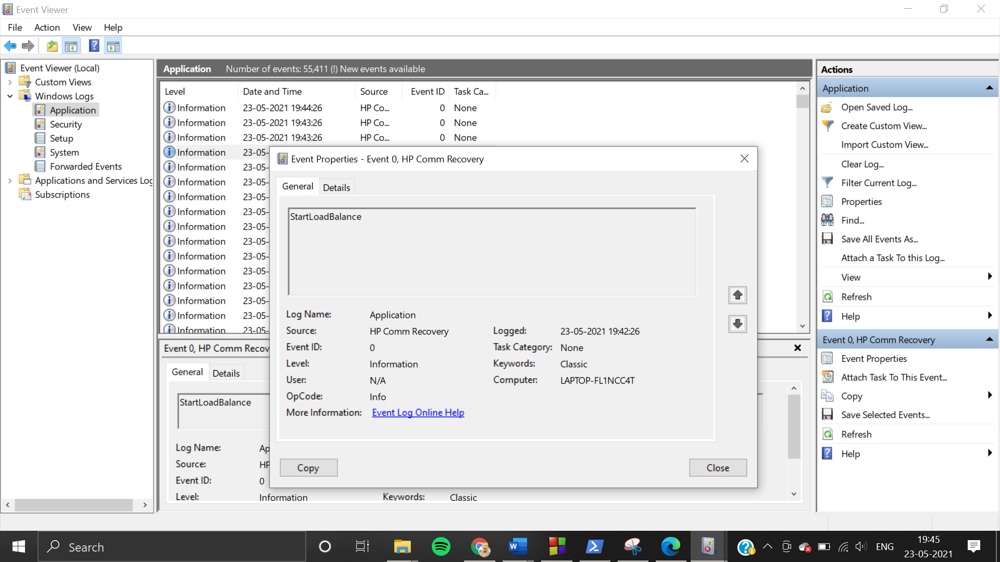 Event Viewer
File Action View Help
Event Viewer (Local)
Custom Views
Windows Logs
Application
Security
Setup
System
Forwarded Events
Applications and Services Log
Subscriptions
Application Number of events: 55,411 (!) New events available
Level Date and Time Source Event ID Task Ca...
Information 23-05-2021 19:44:26 HP Co... 0 None
Information 23-05-2021 19:43:26 HP Co... 0 None
Information 23-05-2021 19:43:26 HP Co... 0 None
Information 23-05-
Information 23-05-
Information 23-05-
Information 23-05-
Information 23-05-
Information 23-05-
Information 23-05-
Information 23-05-
Information 23-05-
Information 23-05-
Information 23-05-
Information 23-05-
Information 23-05-
Event 0, HP Comm Recov
General Details
StartLoadBalance
Log Name: Ap
Source: HP
Event ID: 0
Level: Information Keywords: Classic
Event Properties - Event 0, HP Comm Recovery
General Details
StartLoadBalance
Log Name: Application
Source: HP Comm Recovery Logged: 23-05-2021 19:42:26
Event ID: 0 Task Category: None
Level: Information Keywords: Classic
User: N/A Computer: LAPTOP-FL1NCC4T
OpCode: Info
More Information: Event Log Online Help
Copy Close
Actions
Application
Open Saved Log...
Create Custom View...
Import Custom View...
Clear Log...
Filter Current Log...
Properties
Find...
Save All Events As...
Attach a Task To this Log...
View
Refresh
Help
Event 0, HP Comm Recovery
Event Properties
Attach Task To This Event...
Copy
Save Selected Events...
Refresh
Help
Search
ENG
19:45
23-05-2021